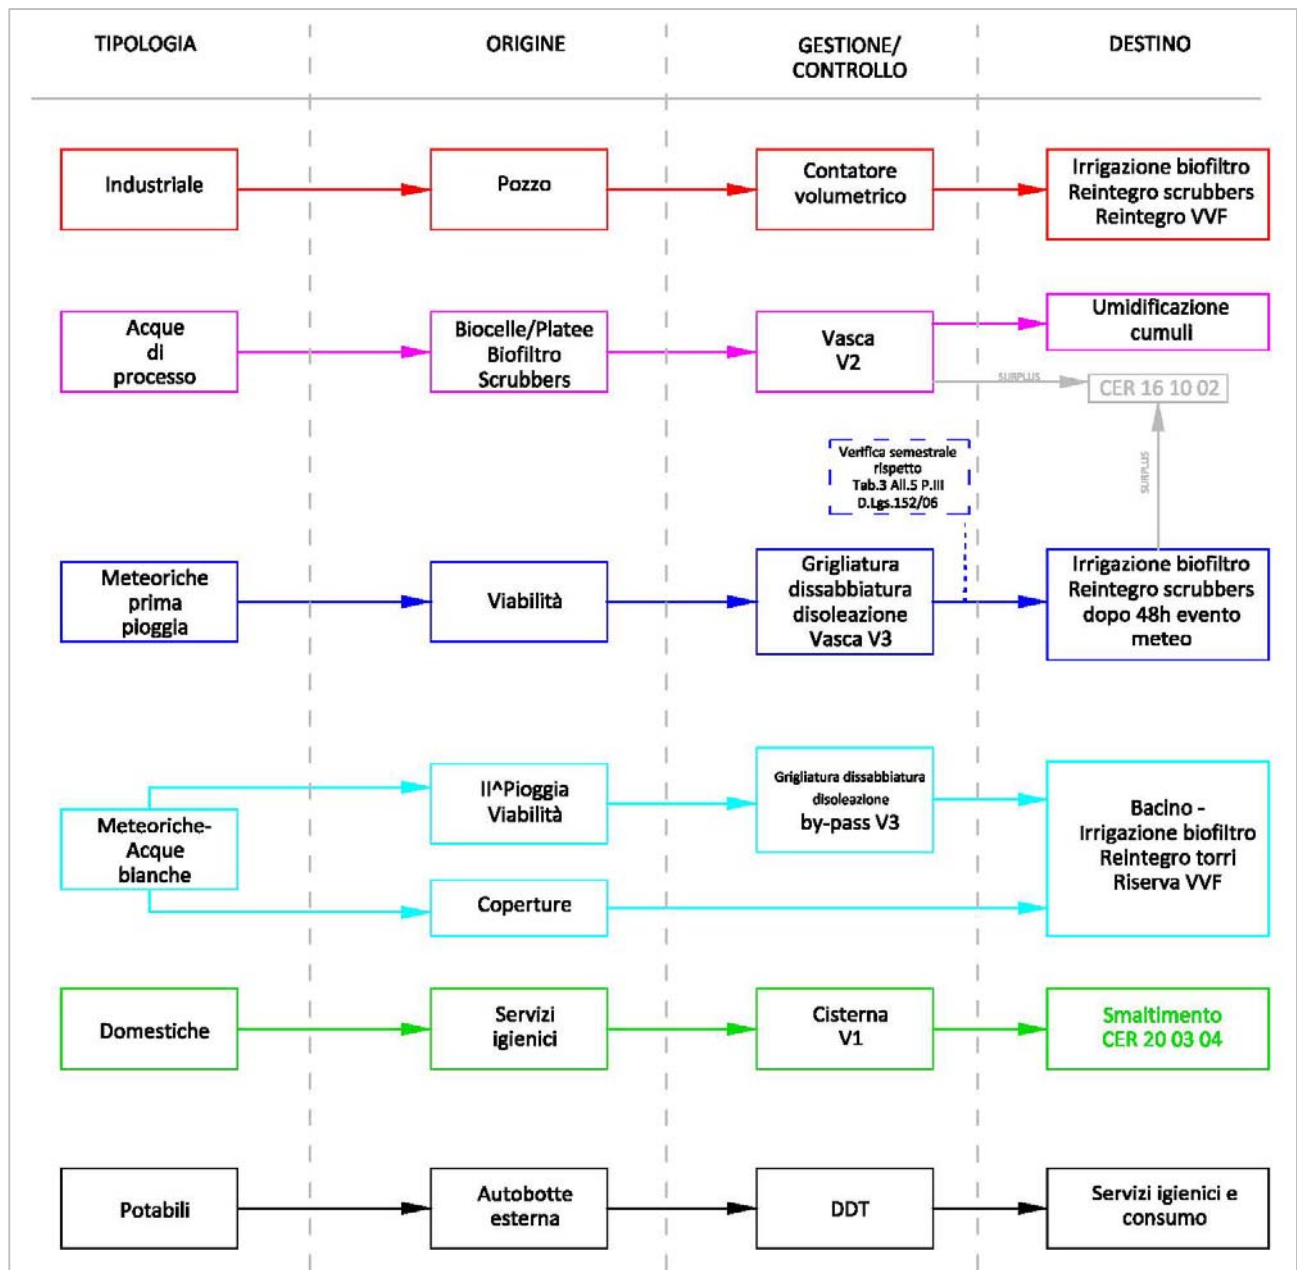 TIPOLOGIA
ORIGINE
GESTIONE/
CONTROLLO
DESTINO
Industriale
Pozzo
Contatore
volumetrico
Irrigazione biofiltro
Reintegro scrubbers
Reintegro VVF
Acque
di
processo
Biocelle/Platee
Biofiltro
Scrubbers
Vasca
V2
Umidificazione
cumuli
SURPLUS
CER 16 10 02
SURPLUS
Verifica semestrale
rispetto
Tab.3 All.5 P.III
D.Lgs.152/06
Meteoriche
prima
pioggia
Viabilità
Grigliatura
dissabbiatura
disoleazione
Vasca V3
Irrigazione biofiltro
Reintegro scrubbers
dopo 48h evento
meteo
Meteoriche-
Acque
bianche
II^Pioggia
Viabilità
Grigliatura dissabbiatura
disoleazione
by-pass V3
Coperture
Bacino -
Irrigazione biofiltro
Reintegro torri
Riserva VVF
Domestiche
Servizi
igienici
Cisterna
V1
Smaltimento
CER 20 03 04
Potabili
Autobotte
esterna
DDT
Servizi igienici e
consumo